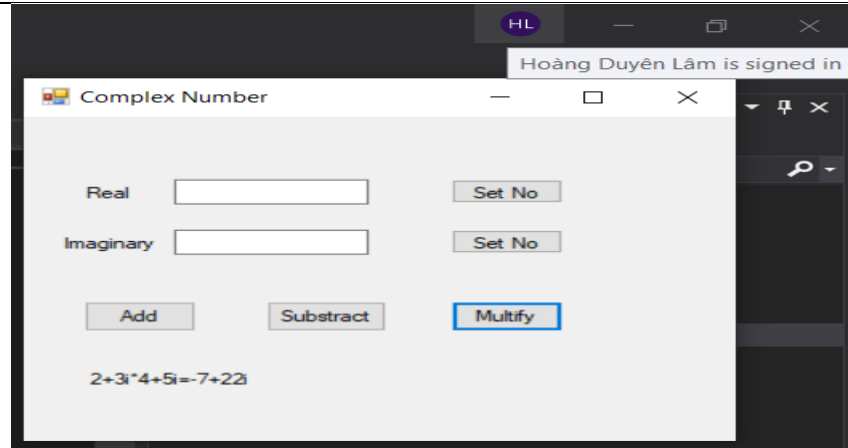 HL
Hoàng Duyên Lâm is signed in
Complex Number
Real Set No
Imaginary Set No
Add Substract Multify
2+3i*4+5i=-7+22i